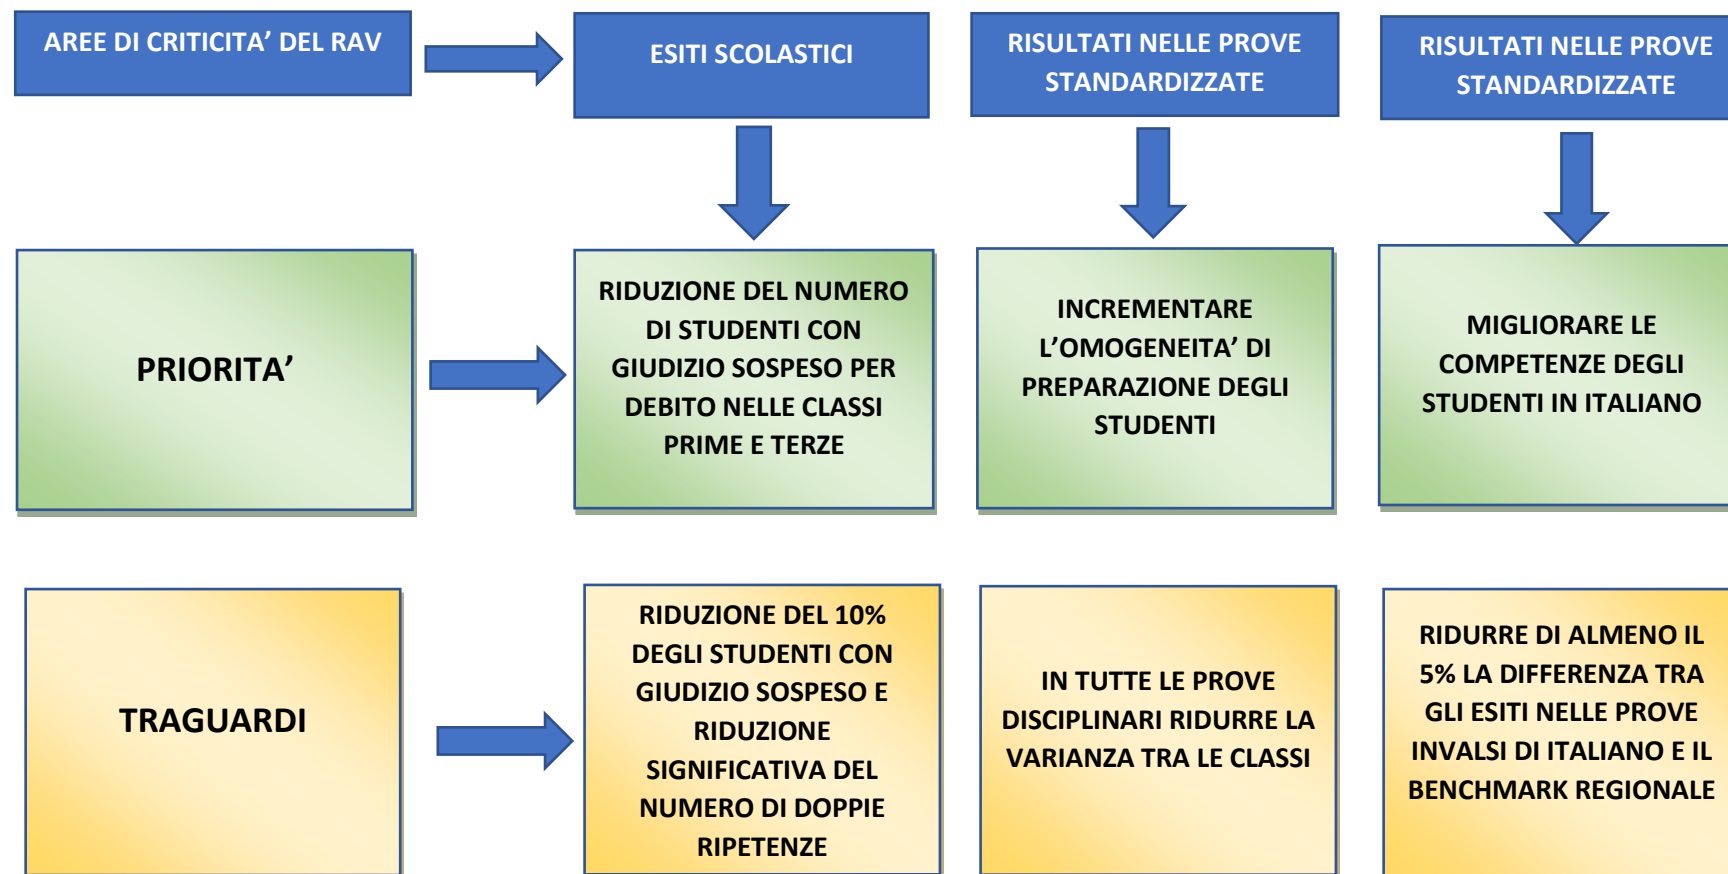 AREE DI CRITICITA’ DEL RAV
ESITI SCOLASTICI
RISULTATI NELLE PROVE
STANDARDIZZATE
RISULTATI NELLE PROVE
STANDARDIZZATE
PRIORITA’
RIDUZIONE DEL NUMERO
DI STUDENTI CON
GIUDIZIO SOSPESO PER
DEBITO NELLE CLASSI
PRIME E TERZE
INCREMENTARE
L’OMOGENEITA’ DI
PREPARAZIONE DEGLI
STUDENTI
MIGLIORARE LE
COMPETENZE DEGLI
STUDENTI IN ITALIANO
TRAGUARDI
RIDUZIONE DEL 10%
DEGLI STUDENTI CON
GIUDIZIO SOSPESO E
RIDUZIONE
SIGNIFICATIVA DEL
NUMERO DI DOPPIE
RIPETENZE
IN TUTTE LE PROVE
DISCIPLINARI RIDURRE LA
VARIANZA TRA LE CLASSI
RIDURRE DI ALMENO IL
5% LA DIFFERENZA TRA
GLI ESITI NELLE PROVE
INVALSI DI ITALIANO E IL
BENCHMARK REGIONALE